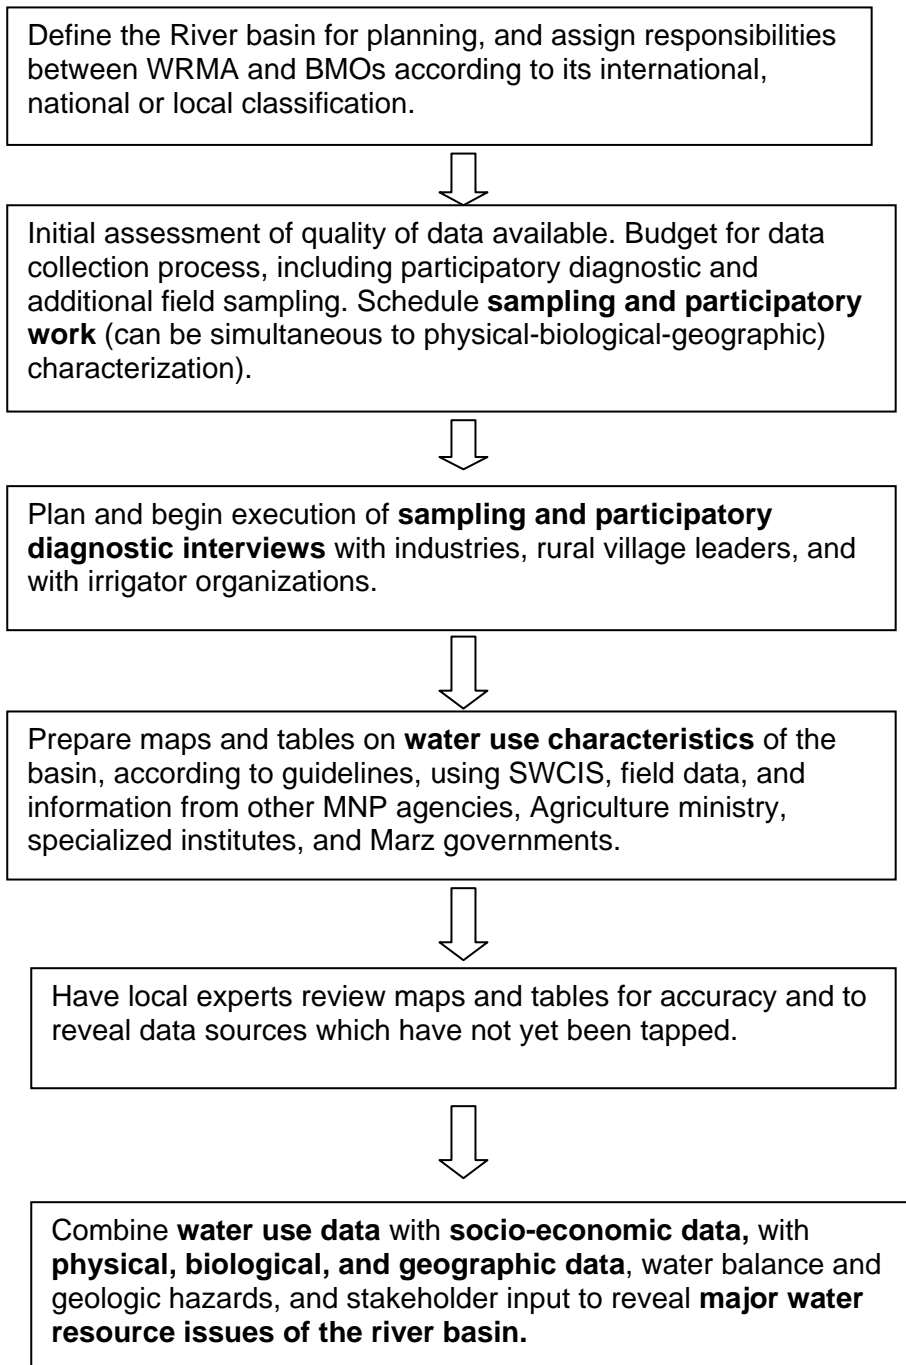 Define the River basin for planning, and assign responsibilities
between WRMA and BMOs according to its international,
national or local classification.
Initial assessment of quality of data available. Budget for data
collection process, including participatory diagnostic and
additional field sampling. Schedule sampling and participatory
work (can be simultaneous to physical-biological-geographic)
characterization).
Plan and begin execution of sampling and participatory
diagnostic interviews with industries, rural village leaders, and
with irrigator organizations.
Prepare maps and tables on water use characteristics of the
basin, according to guidelines, using SWCIS, field data, and
information from other MNP agencies, Agriculture ministry,
specialized institutes, and Marz governments.
Have local experts review maps and tables for accuracy and to
reveal data sources which have not yet been tapped.
Combine water use data with socio-economic data, with
physical, biological, and geographic data, water balance and
geologic hazards, and stakeholder input to reveal major water
resource issues of the river basin.